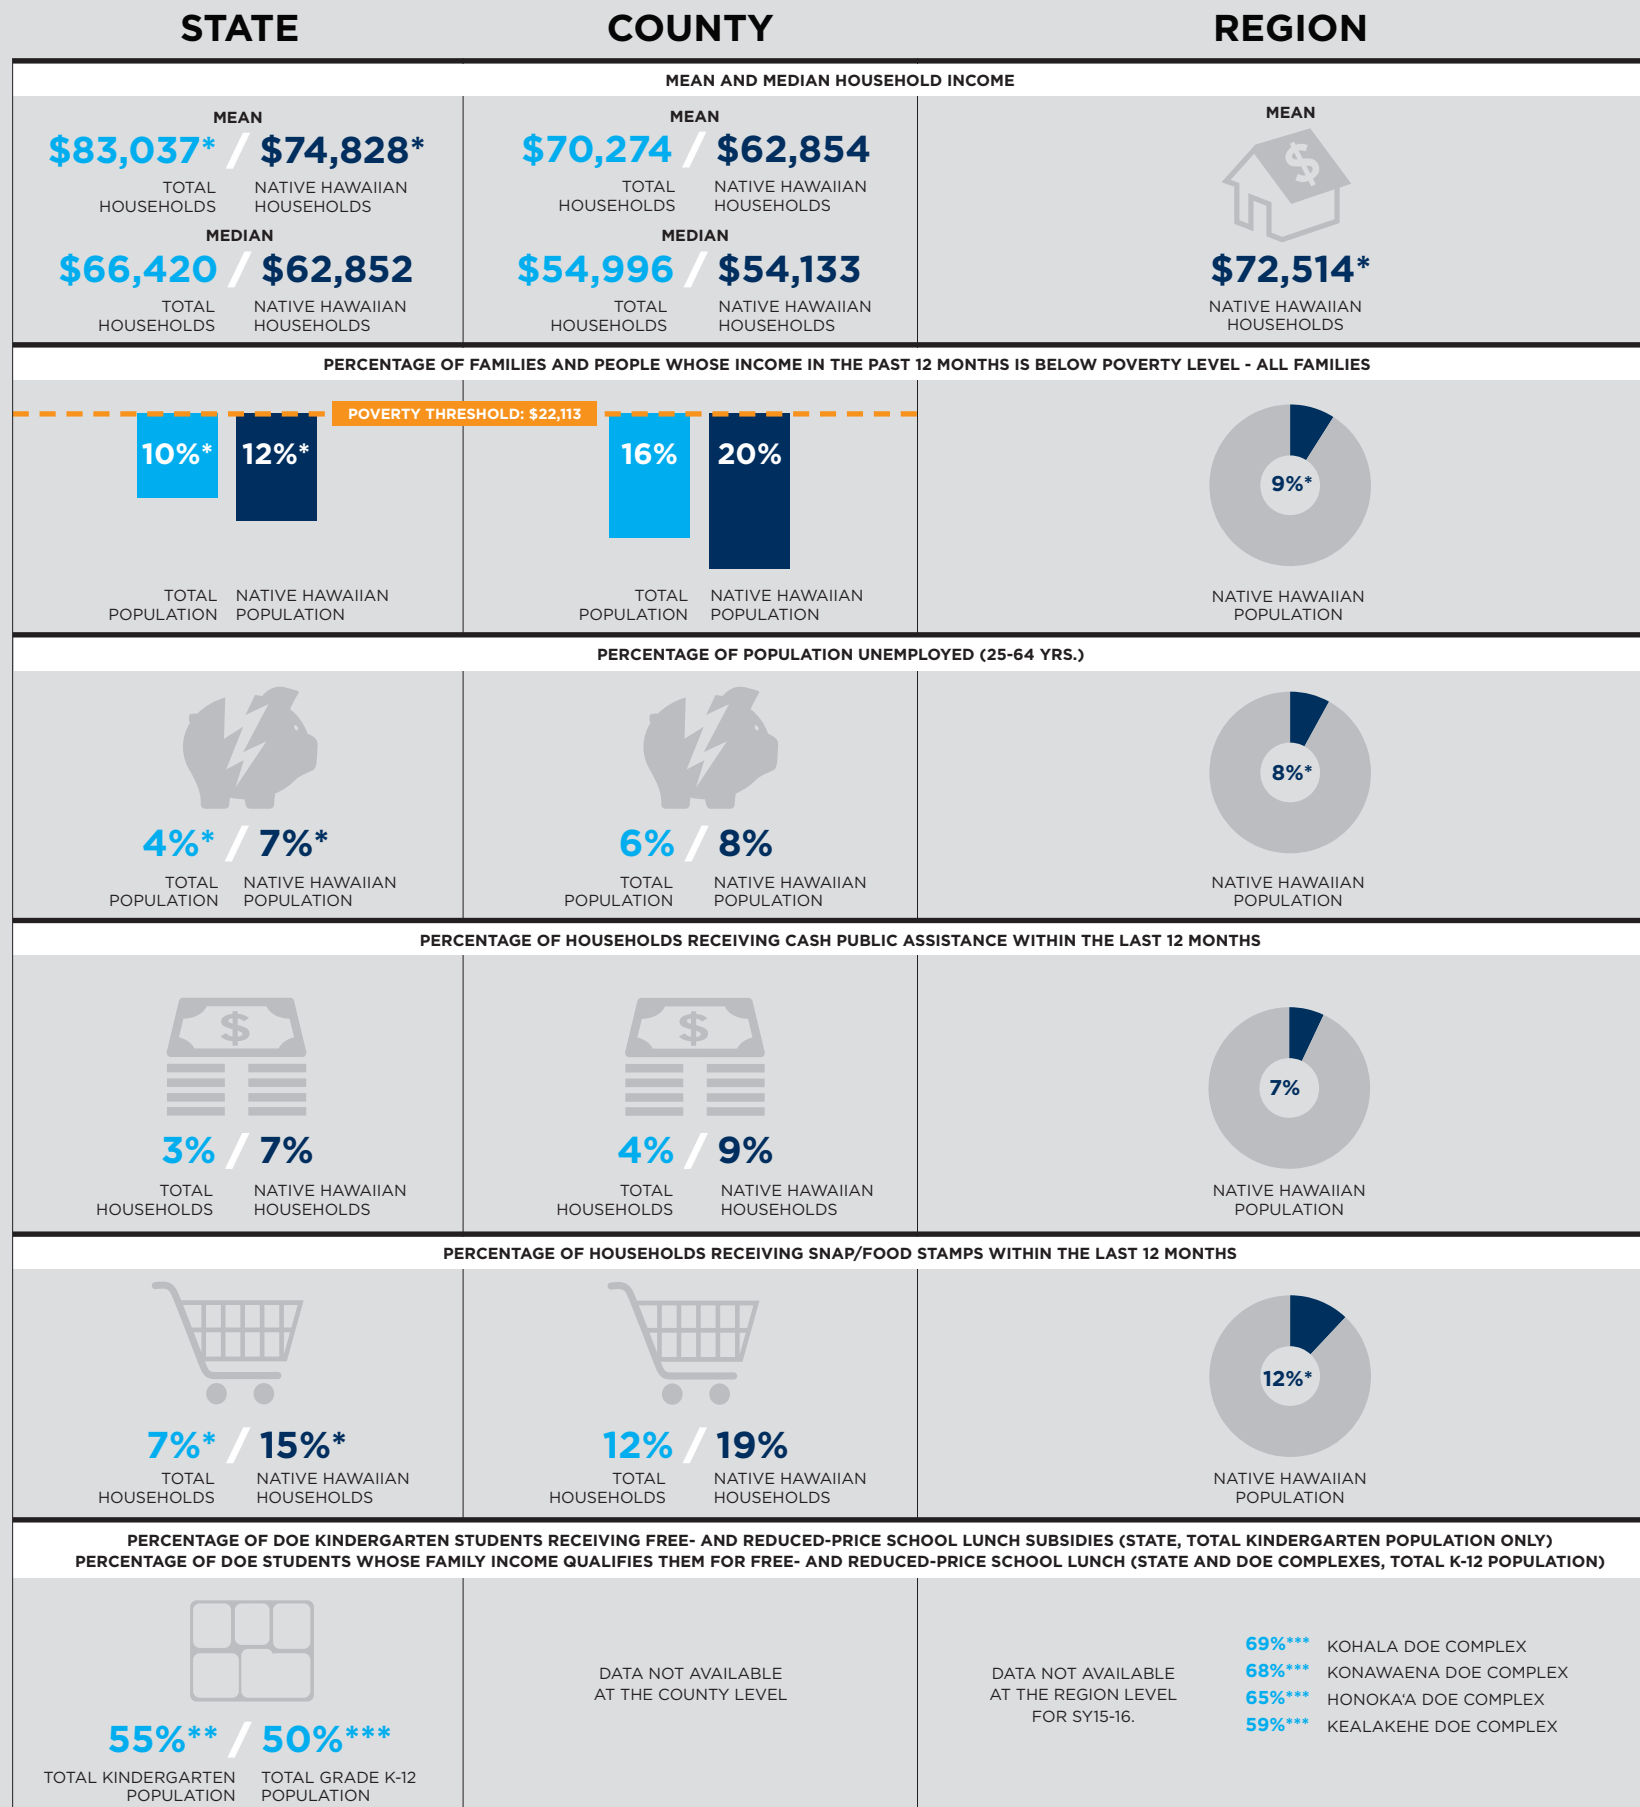 STATE
COUNTY
REGION
MEAN AND MEDIAN HOUSEHOLD INCOME
MEAN
$83,037* / $74,828*
TOTAL
HOUSEHOLDS
NATIVE HAWAIIAN
HOUSEHOLDS
MEDIAN
$66,420 / $62,852
TOTAL
HOUSEHOLDS
NATIVE HAWAIIAN
HOUSEHOLDS
MEAN
$70,274 / $62,854
TOTAL
HOUSEHOLDS
NATIVE HAWAIIAN
HOUSEHOLDS
MEDIAN
$54,996 / $54,133
TOTAL
HOUSEHOLDS
NATIVE HAWAIIAN
HOUSEHOLDS
MEAN
$
$72,514*
NATIVE HAWAIIAN
HOUSEHOLDS
PERCENTAGE OF FAMILIES AND PEOPLE WHOSE INCOME IN THE PAST 12 MONTHS IS BELOW POVERTY LEVEL - ALL FAMILIES
POVERTY THRESHOLD: $22,113
10%*
12%*
TOTAL
POPULATION
NATIVE HAWAIIAN
POPULATION
16%
20%
TOTAL
POPULATION
NATIVE HAWAIIAN
POPULATION
9%*
NATIVE HAWAIIAN
POPULATION
PERCENTAGE OF POPULATION UNEMPLOYED (25-64 YRS.)
4%* / 7%*
TOTAL
POPULATION
NATIVE HAWAIIAN
POPULATION
6% / 8%
TOTAL
POPULATION
NATIVE HAWAIIAN
POPULATION
8%*
NATIVE HAWAIIAN
POPULATION
PERCENTAGE OF HOUSEHOLDS RECEIVING CASH PUBLIC ASSISTANCE WITHIN THE LAST 12 MONTHS
$
3% / 7%
TOTAL
HOUSEHOLDS
NATIVE HAWAIIAN
HOUSEHOLDS
$
4% / 9%
TOTAL
HOUSEHOLDS
NATIVE HAWAIIAN
HOUSEHOLDS
7%
NATIVE HAWAIIAN
POPULATION
PERCENTAGE OF HOUSEHOLDS RECEIVING SNAP/FOOD STAMPS WITHIN THE LAST 12 MONTHS
7%* / 15%*
TOTAL
HOUSEHOLDS
NATIVE HAWAIIAN
HOUSEHOLDS
12% / 19%
TOTAL
HOUSEHOLDS
NATIVE HAWAIIAN
HOUSEHOLDS
12%*
NATIVE HAWAIIAN
POPULATION
PERCENTAGE OF DOE KINDERGARTEN STUDENTS RECEIVING FREE- AND REDUCED-PRICE SCHOOL LUNCH SUBSIDIES (STATE, TOTAL KINDERGARTEN POPULATION ONLY)
PERCENTAGE OF DOE STUDENTS WHOSE FAMILY INCOME QUALIFIES THEM FOR FREE- AND REDUCED-PRICE SCHOOL LUNCH (STATE AND DOE COMPLEXES, TOTAL K-12 POPULATION)
55%** / 50%***
TOTAL KINDERGARTEN
POPULATION
TOTAL GRADE K-12
POPULATION
DATA NOT AVAILABLE
AT THE COUNTY LEVEL
DATA NOT AVAILABLE
AT THE REGION LEVEL
FOR SY15-16.
69%*** KOHALA DOE COMPLEX
68%*** KONAWAENA DOE COMPLEX
65%*** HONOKA‘A DOE COMPLEX
59%*** KEALAKEHE DOE COMPLEX